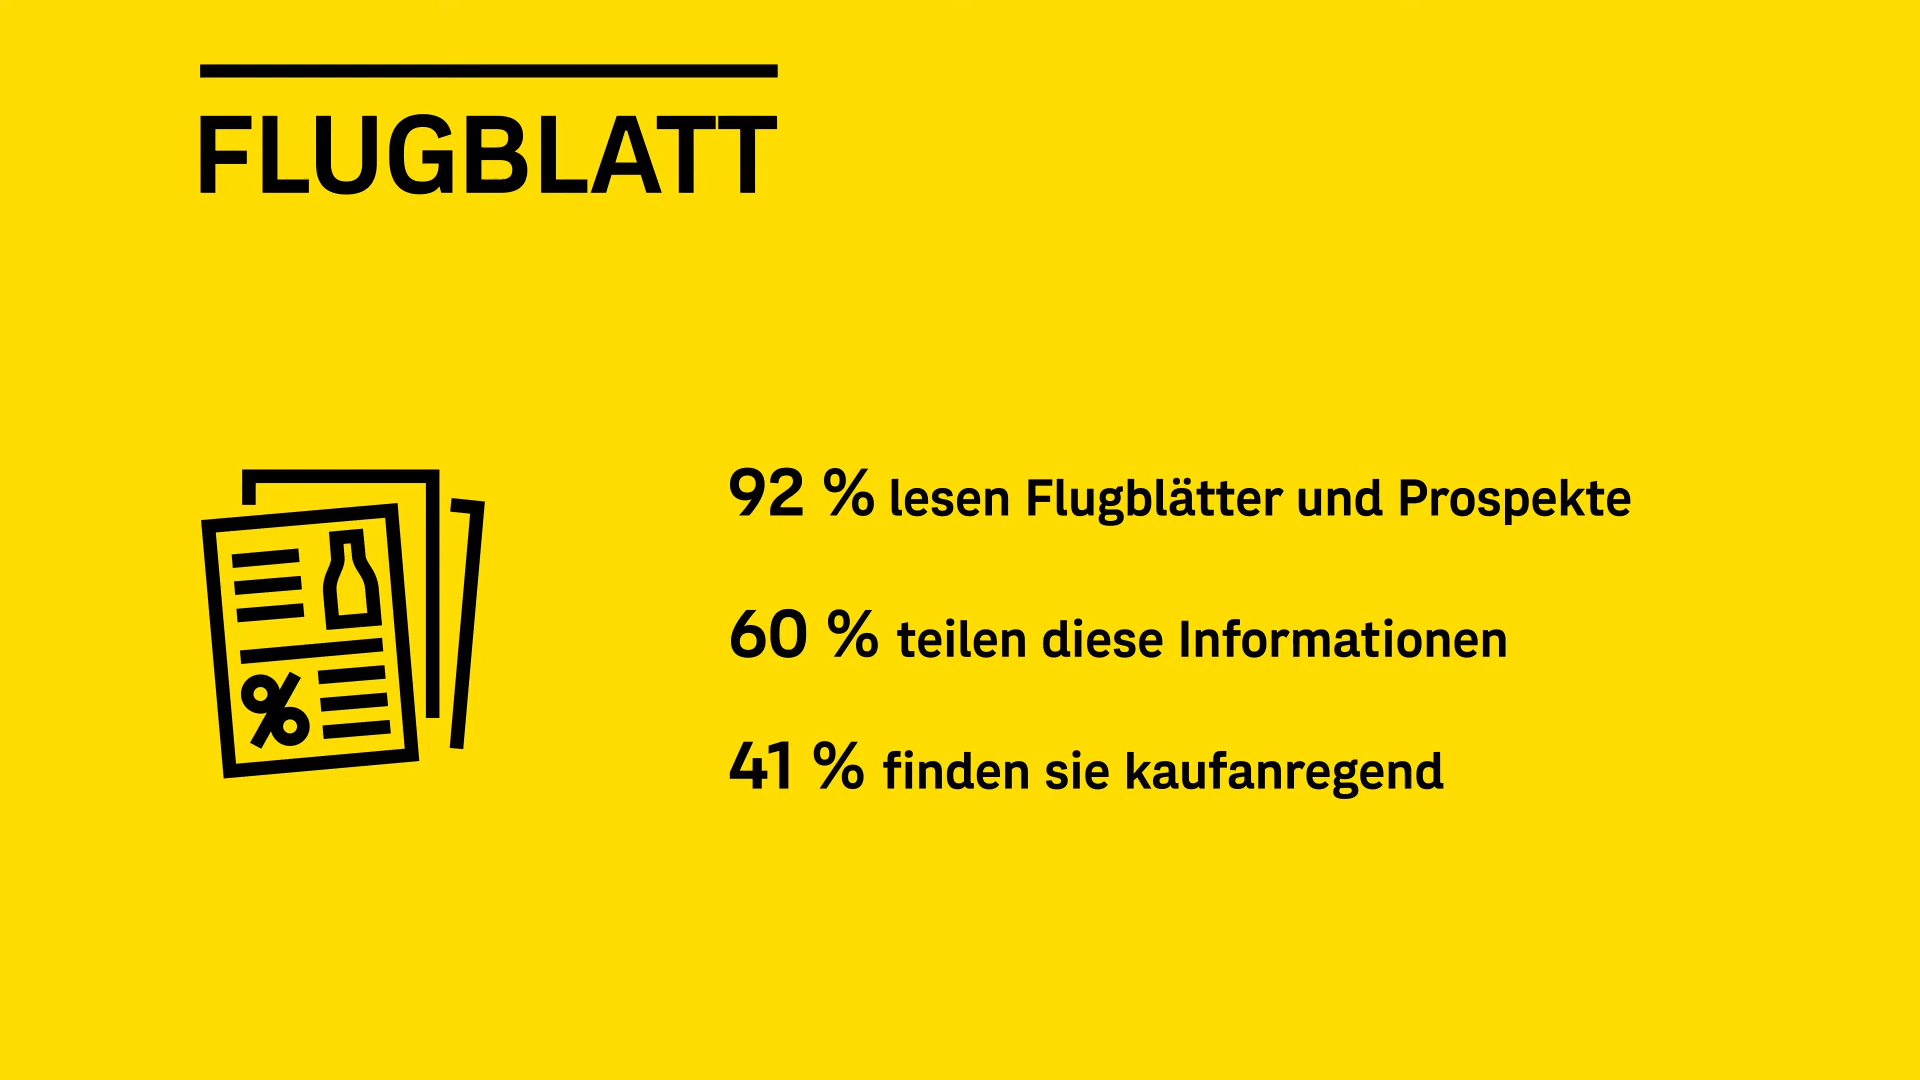 FLUGBLATT
92 % lesen Flugblätter und Prospekte
60 % teilen diese Informationen
41 % finden sie kaufanregend
%